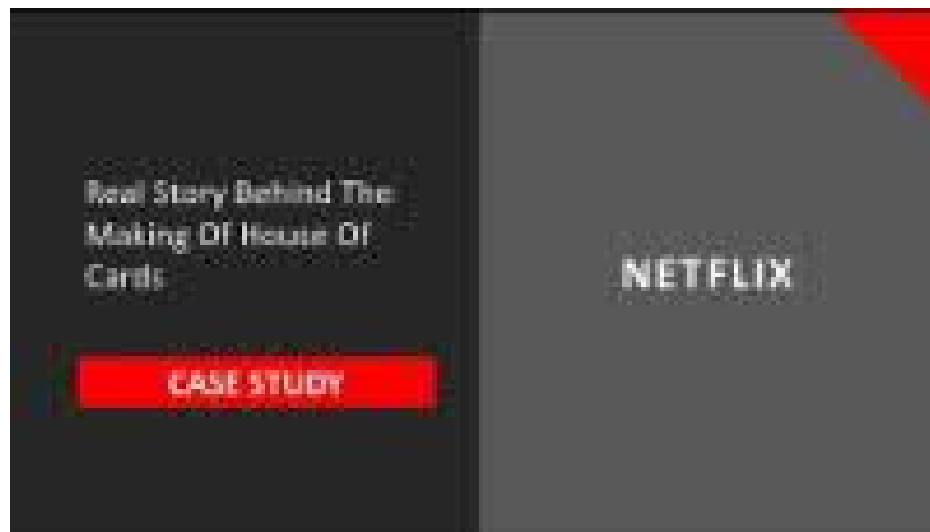 Real Story Behind The
Making Of House Of
Cards
CASE STUDY
NETFLIX